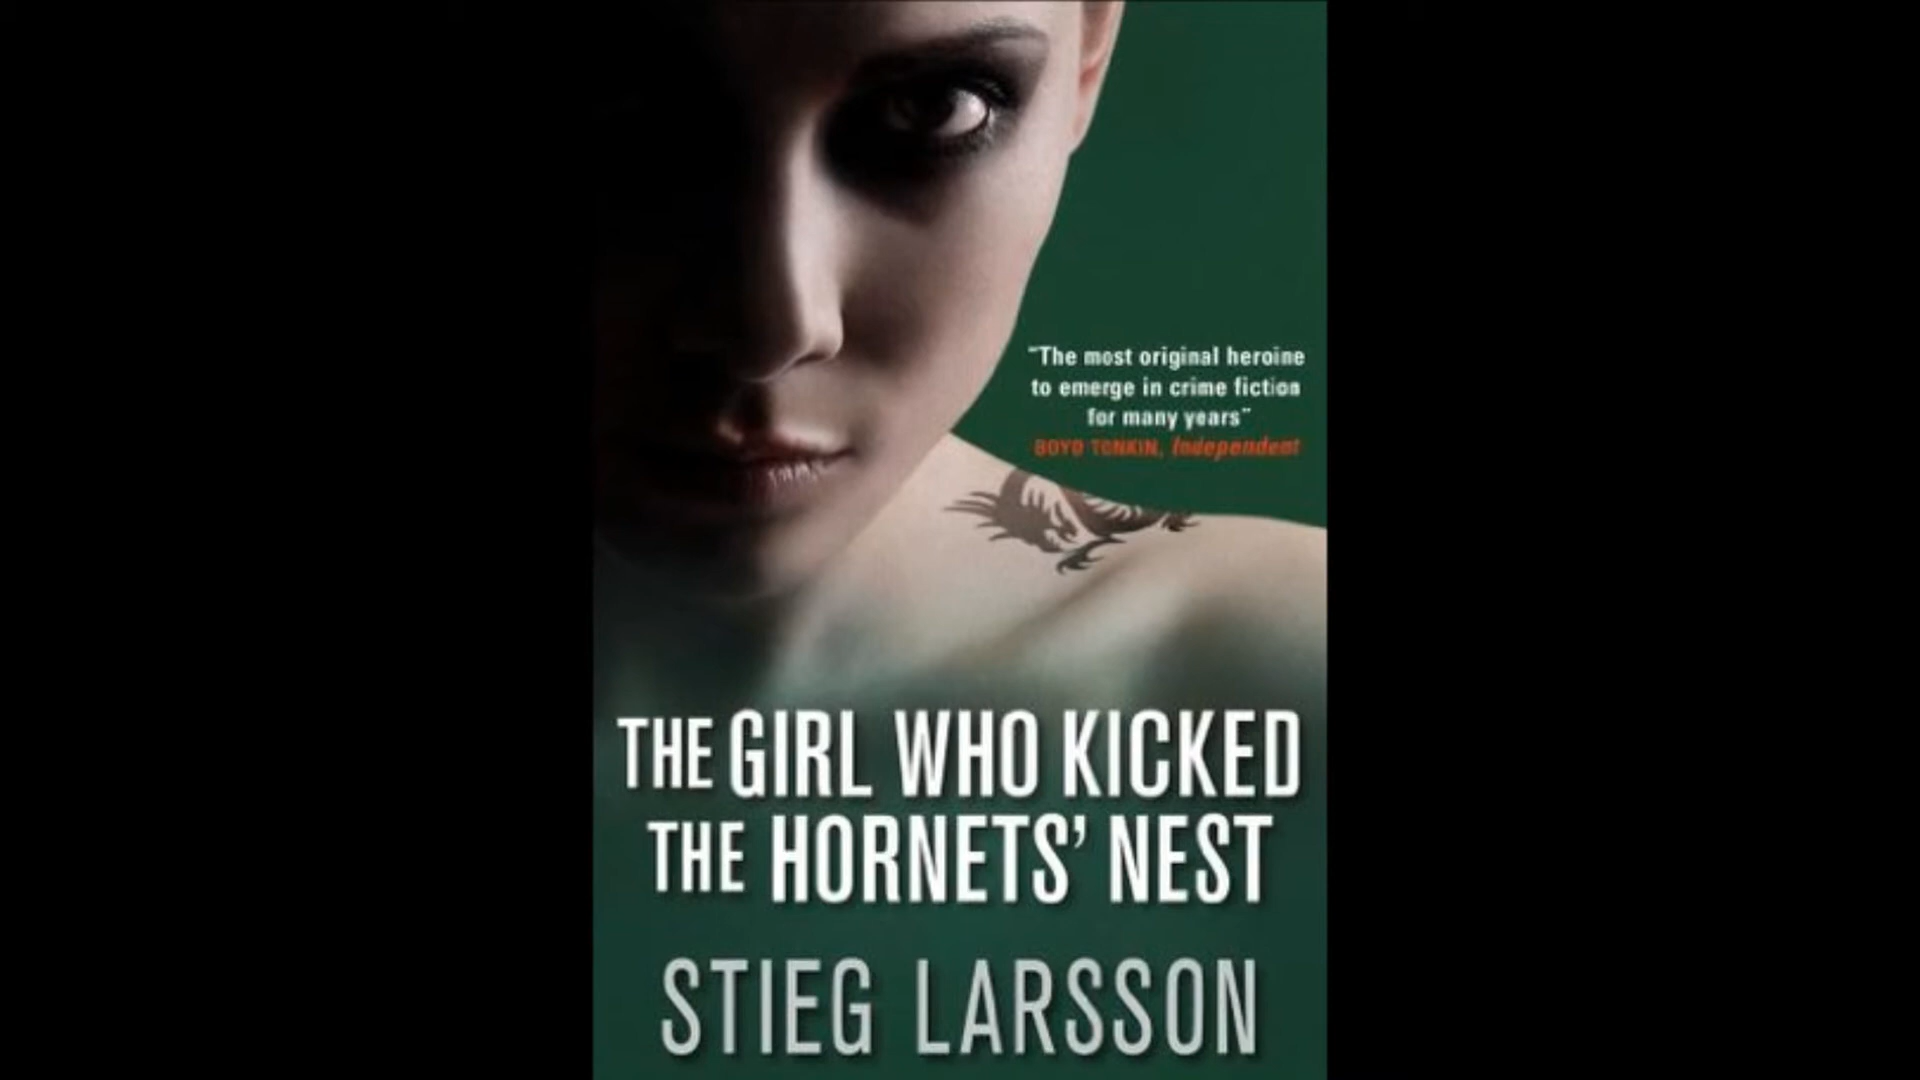 "The most original heroine
to emerge in crime fiction
for many years"
BOYD TONKIN, Independent
THE GIRL WHO KICKED
THE HORNETS' NEST
STIEG LARSSON